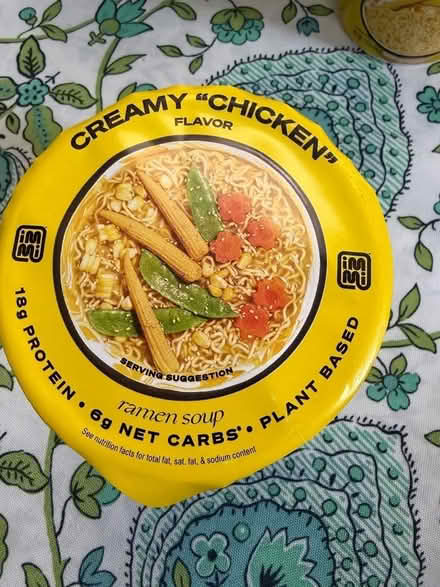 CREAMY “CHICKEN”
FLAVOR
iMMi
iMMi
SERVING SUGGESTION
ramen soup
18g PROTEIN • 6g NET CARBS* • PLANT BASED
See nutrition facts for total fat, sat. fat, & sodium content